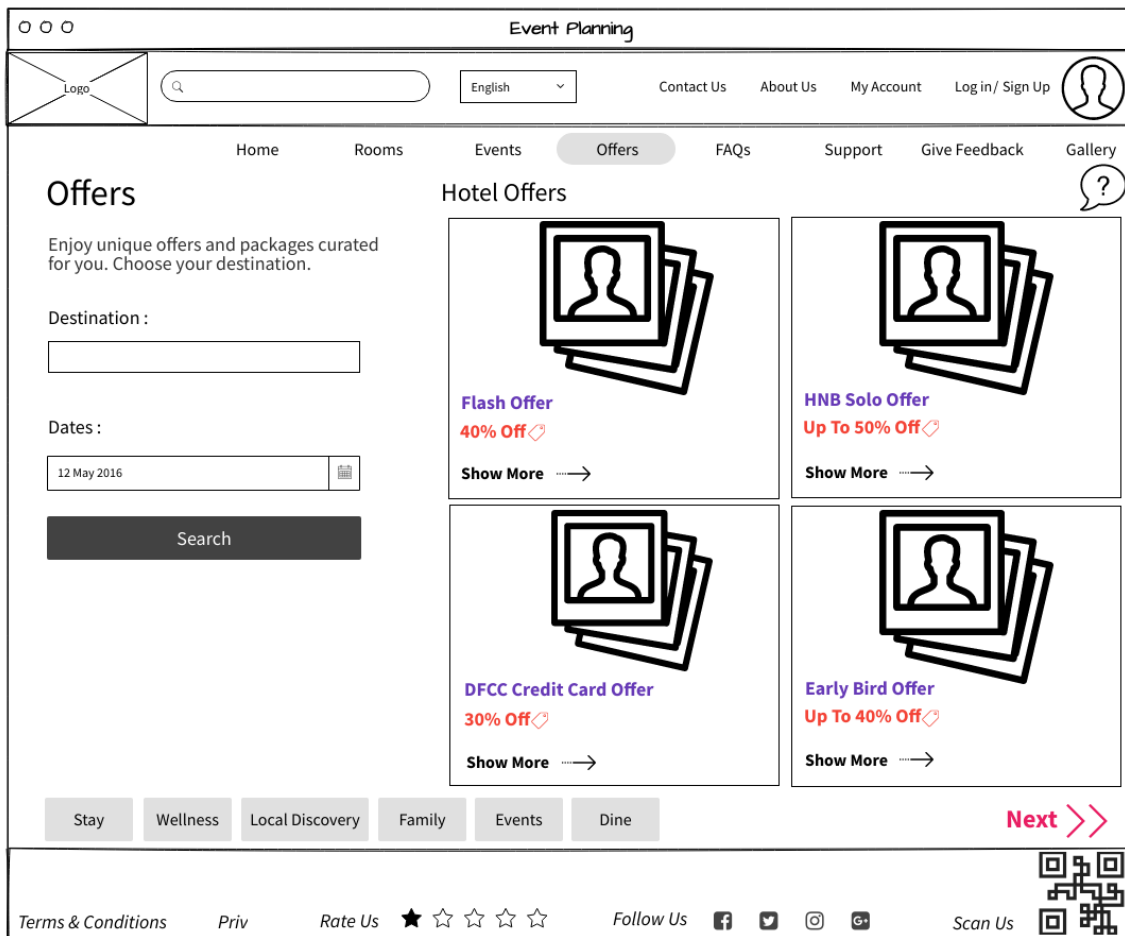 Event Planning
Logo
English
Contact Us
About Us
My Account
Log in/ Sign Up
Home
Rooms
Events
Offers
FAQs
Support
Give Feedback
Gallery
?
Offers
Enjoy unique offers and packages curated
for you. Choose your destination.
Destination :
Dates :
12 May 2016
Search
Hotel Offers
Flash Offer
40% Off
Show More
HNB Solo Offer
Up To 50% Off
Show More
DFCC Credit Card Offer
30% Off
Show More
Early Bird Offer
Up To 40% Off
Show More
Stay
Wellness
Local Discovery
Family
Events
Dine
Next
Terms & Conditions
Priv
Rate Us
Follow Us
G+
Scan Us